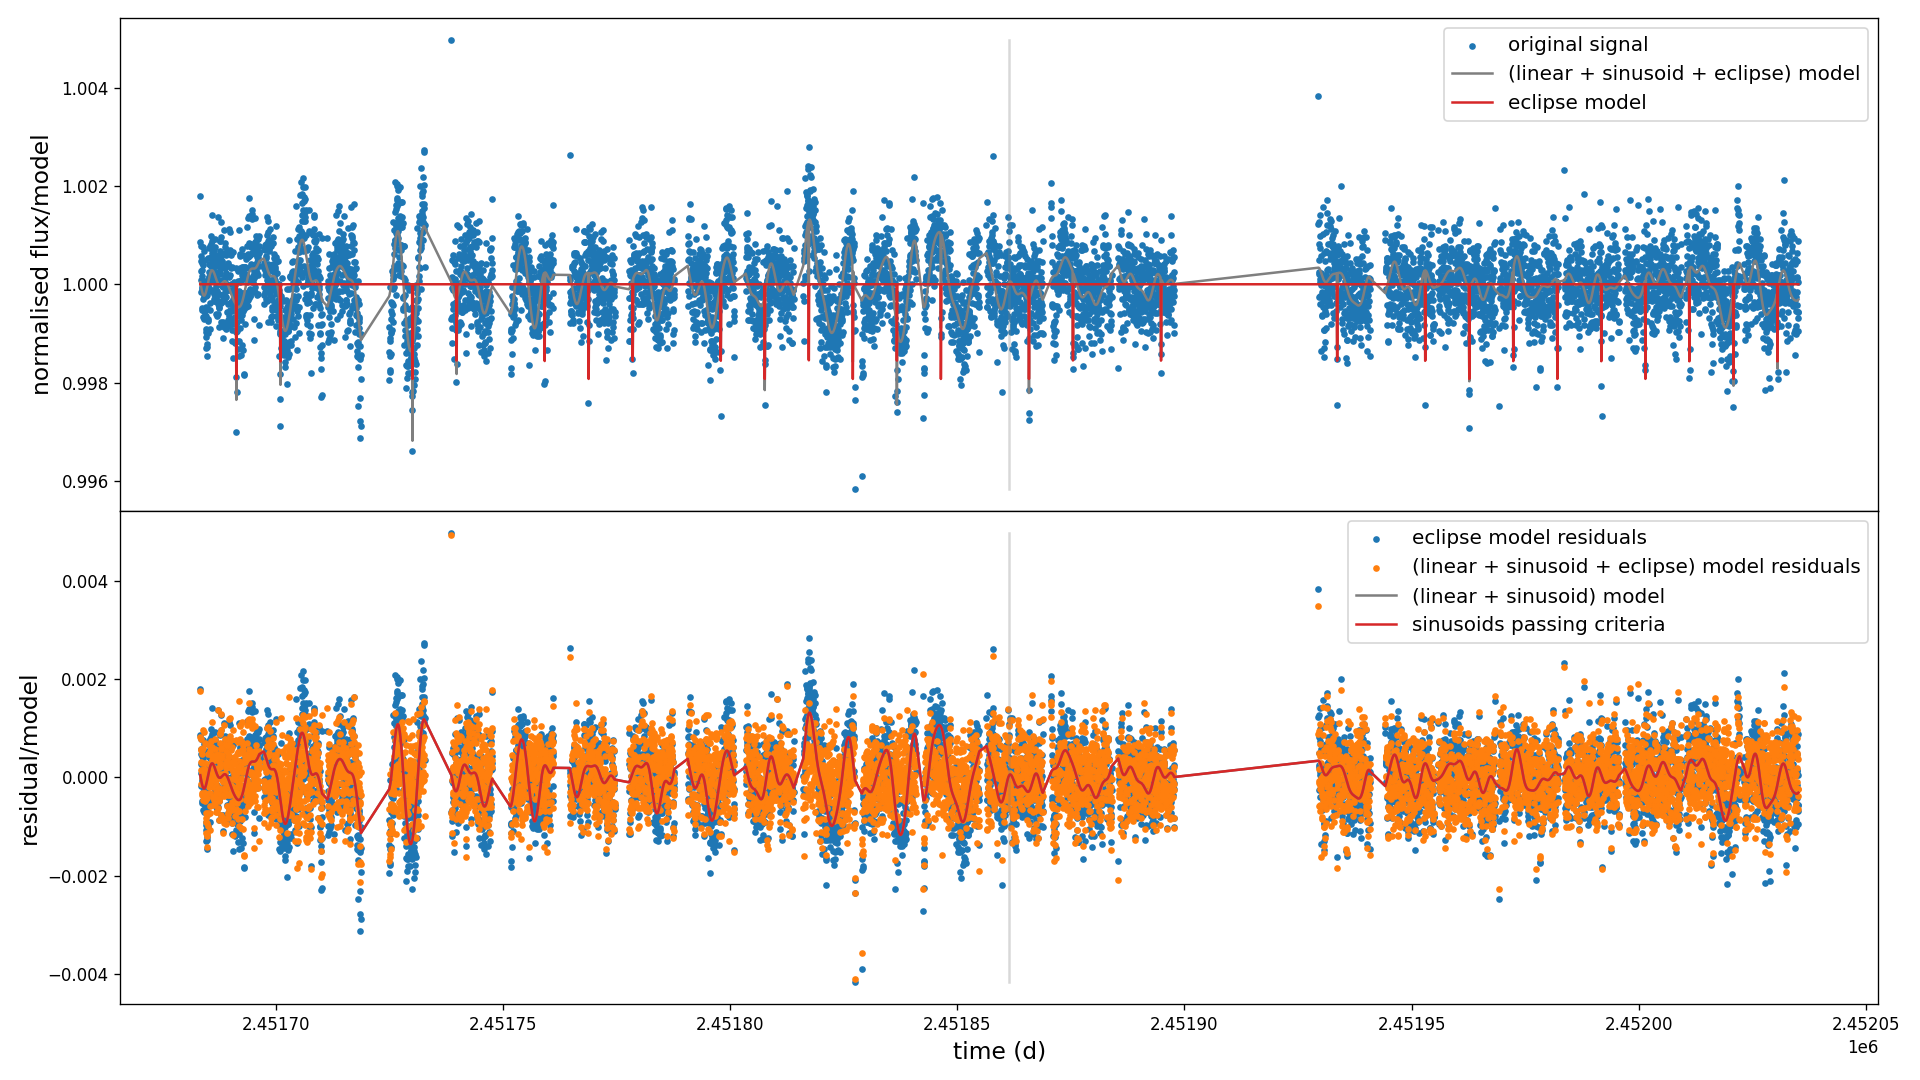 original signal
(linear + sinusoid + eclipse) model
eclipse model
1.004
1.002
1.000
0.998
0.996
normalised flux/model
eclipse model residuals
(linear + sinusoid + eclipse) model residuals
(linear + sinusoid) model
sinusoids passing criteria
0.004
0.002
0.000
−0.002
−0.004
residual/model
2.45170
2.45175
2.45180
2.45185
2.45190
2.45195
2.45200
2.45205
1e6
time (d)